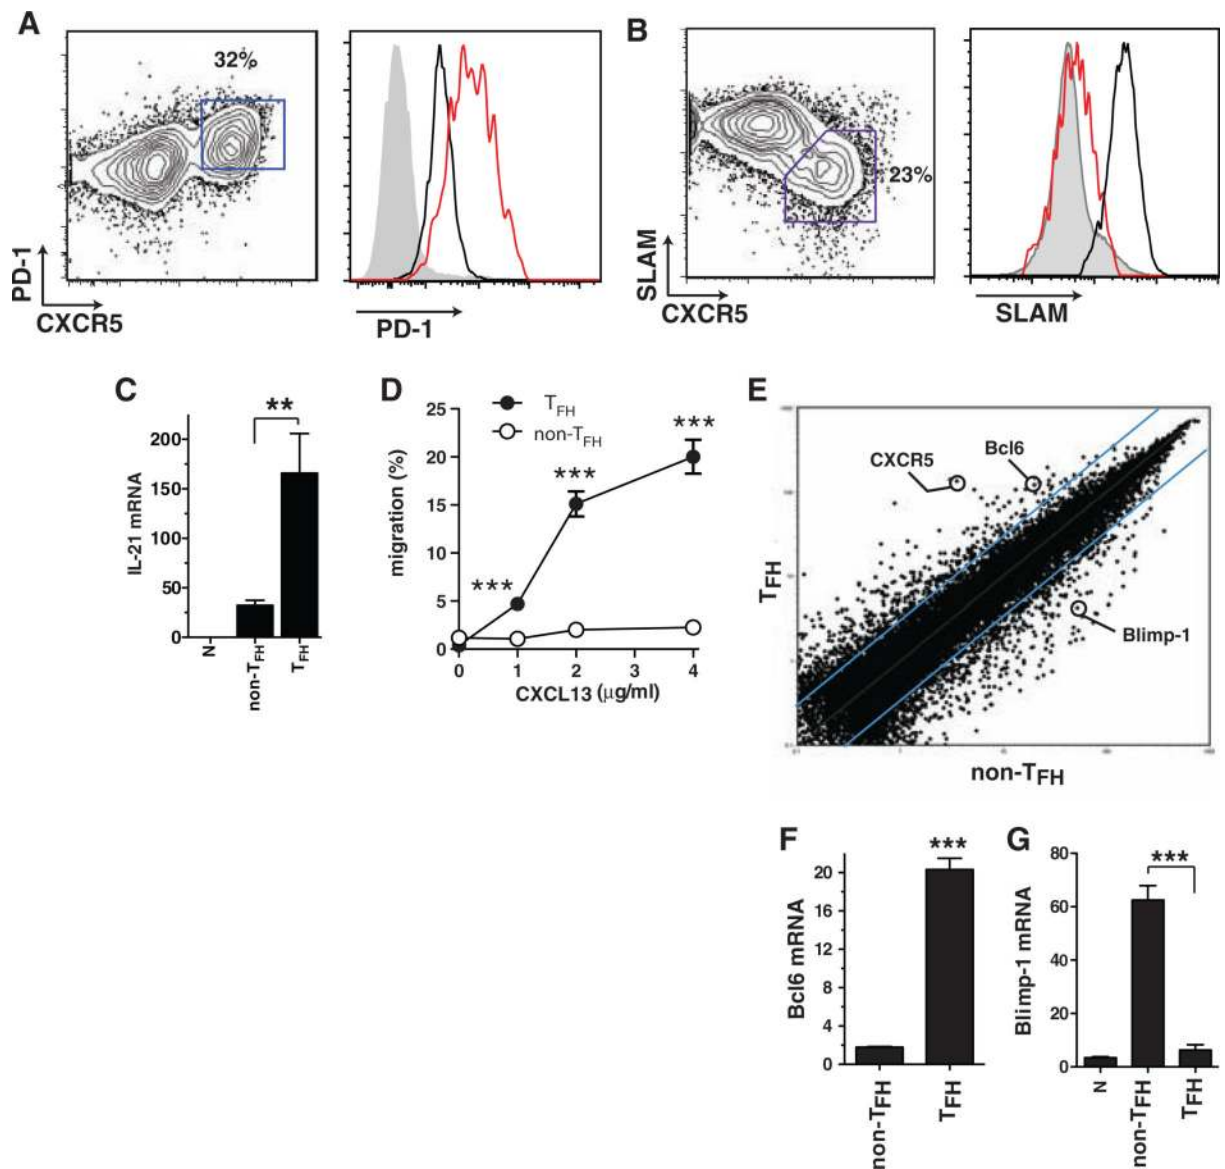 A
32%
PD-1
CXCR5
PD-1
B
23%
SLAM
CXCR5
SLAM
C
**
IL-21 mRNA
200
150
100
50
0
N
non-TFH
TFH
D
TFH
non-TFH
migration (%)
25
20
15
10
5
0
***
***
***
0 1 2 3 4
CXCL13 (μg/ml)
E
CXCR5
Bcl6
Blimp-1
TFH
non-TFH
F
***
Bcl6 mRNA
20
16
12
8
4
0
non-TFH
TFH
G
***
Blimp-1 mRNA
80
60
40
20
0
N
non-TFH
TFH